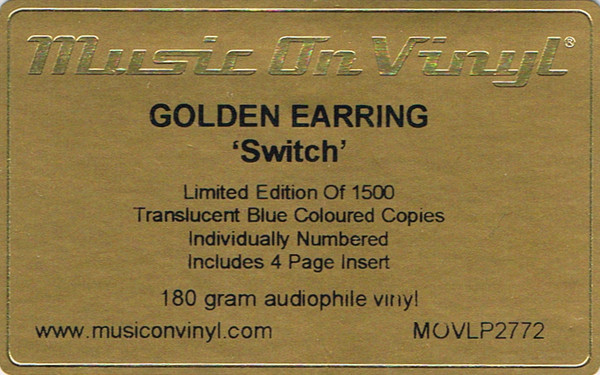 Music On Vinyl®
GOLDEN EARRING
‘Switch’
Limited Edition Of 1500
Translucent Blue Coloured Copies
Individually Numbered
Includes 4 Page Insert
180 gram audiophile vinyl
www.musiconvinyl.com MOVLP2772